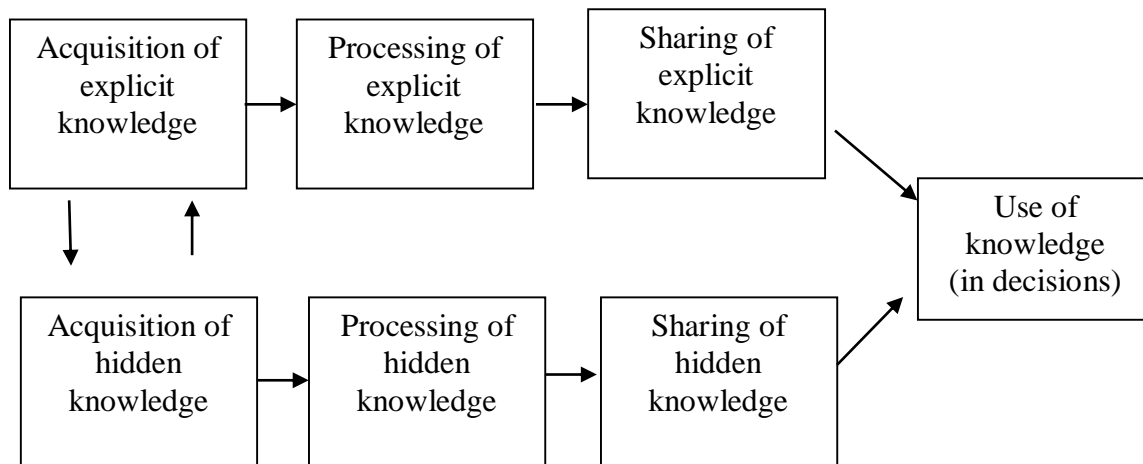 Acquisition of
explicit
knowledge
Processing of
explicit
knowledge
Sharing of
explicit
knowledge
Use of
knowledge
(in decisions)
Acquisition of
hidden
knowledge
Processing of
hidden
knowledge
Sharing of
hidden
knowledge